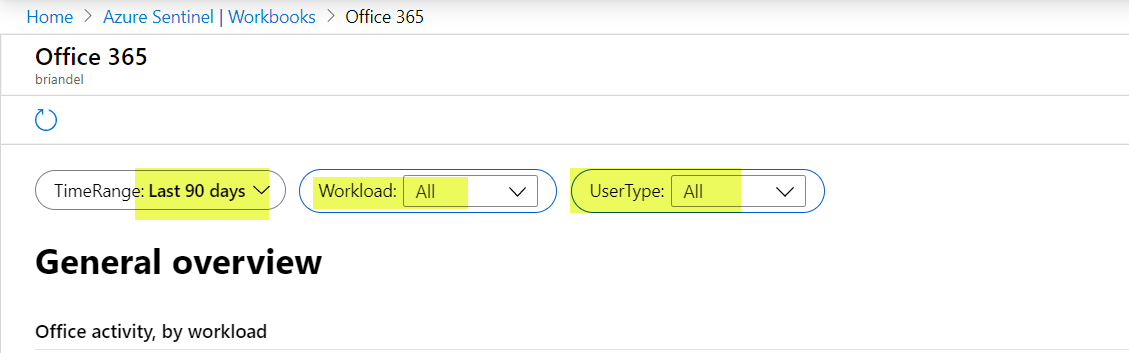 Home > Azure Sentinel | Workbooks > Office 365
Office 365
briandel
TimeRange: Last 90 days Workload: All UserType: All
General overview
Office activity, by workload